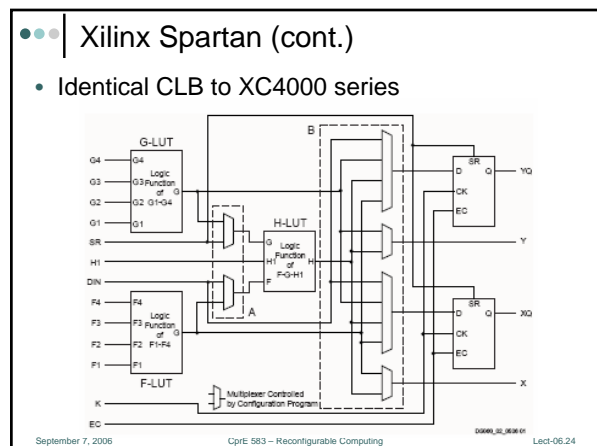 Xilinx Spartan (cont.)
• Identical CLB to XC4000 series
B
G-LUT
G4
G4
G3
G3
G2
G2
G1
G1
Logic
Function
of
G1-G4
G
SR
H1
DIN
H-LUT
G
H1
F
Logic
Function
of
F-G-H1
H
A
F4
F4
F3
F3
F2
F2
F1
F1
Logic
Function
of
F1-F4
G
F-LUT
SR
D
Q
CK
EC
YQ
Y
SR
D
Q
CK
EC
XQ
X
K
EC
Multiplexer Controlled
by Configuration Program
September 7, 2006
CprE 583 – Reconfigurable Computing
Lect-06.24